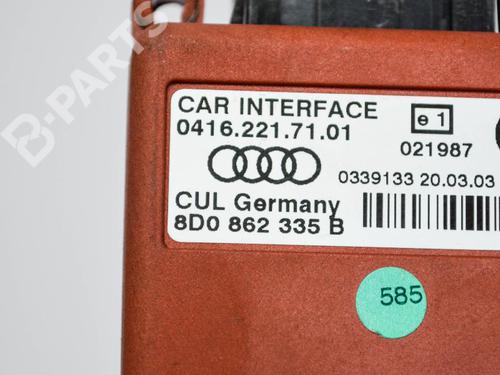 B-PARTS
CAR INTERFACE
0416.221.71.01
e 1
021987
0339133 20.03.03
CUL Germany
8D0 862 335 B
585